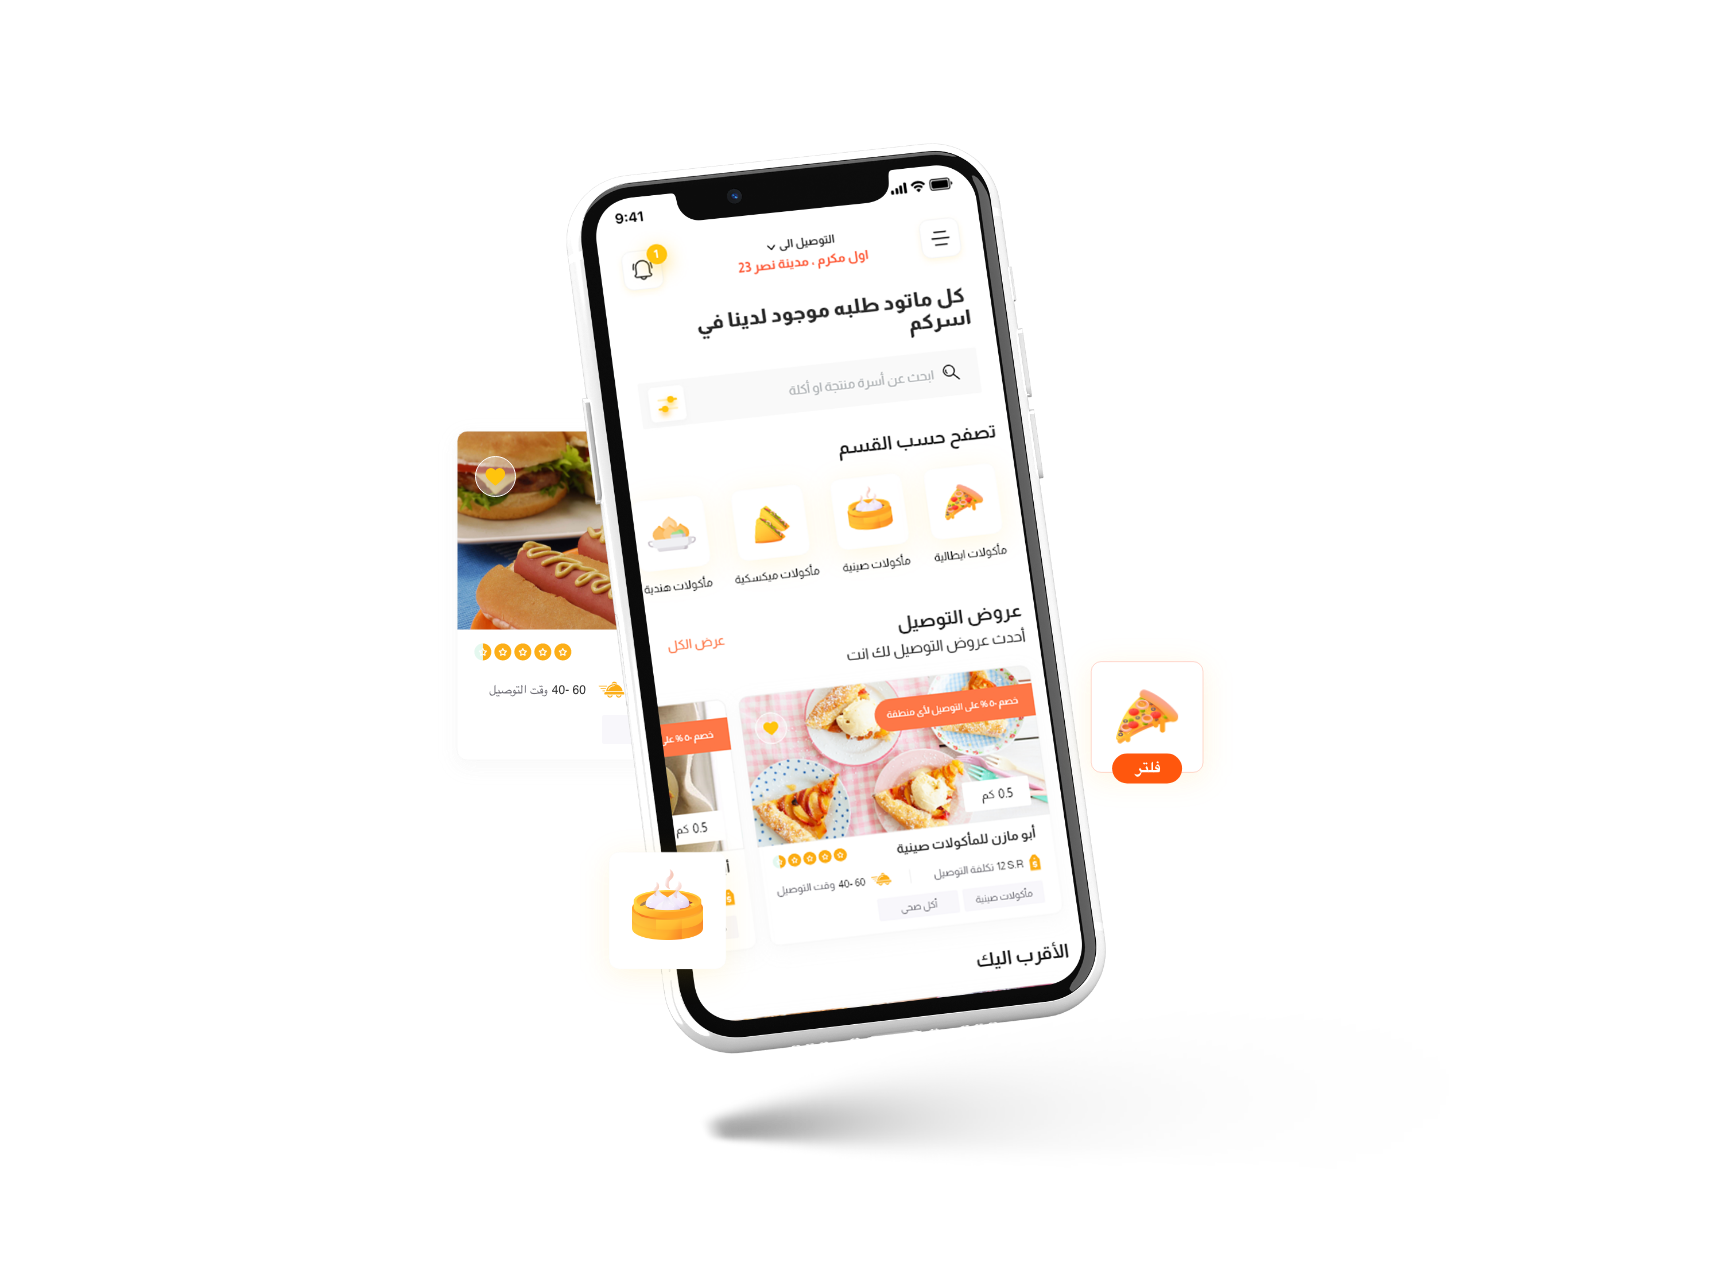 9:41
1
التوصيل الى
اول مكرم ، مدينة نصر 23
كل ماتود طلبه موجود لدينا في
اسركم
ابحث عن أسرة منتجة او أكلة
تصفح حسب القسم
مأكولات ايطالية
مأكولات صينية
مأكولات ميكسكية
مأكولات هندية
عروض التوصيل
أحدث عروض التوصيل لك انت
عرض الكل
خصم ٥٠% على التوصيل لأى منطقة
0.5 كم
أبو مازن للمأكولات صينية
12 S.R تكلفة التوصيل
40- 60 وقت التوصيل
مأكولات صينية
أكل صحي
خصم ٥٠% على
0.5 كم
الأقرب اليك
40- 60 وقت التوصيل
فلتر